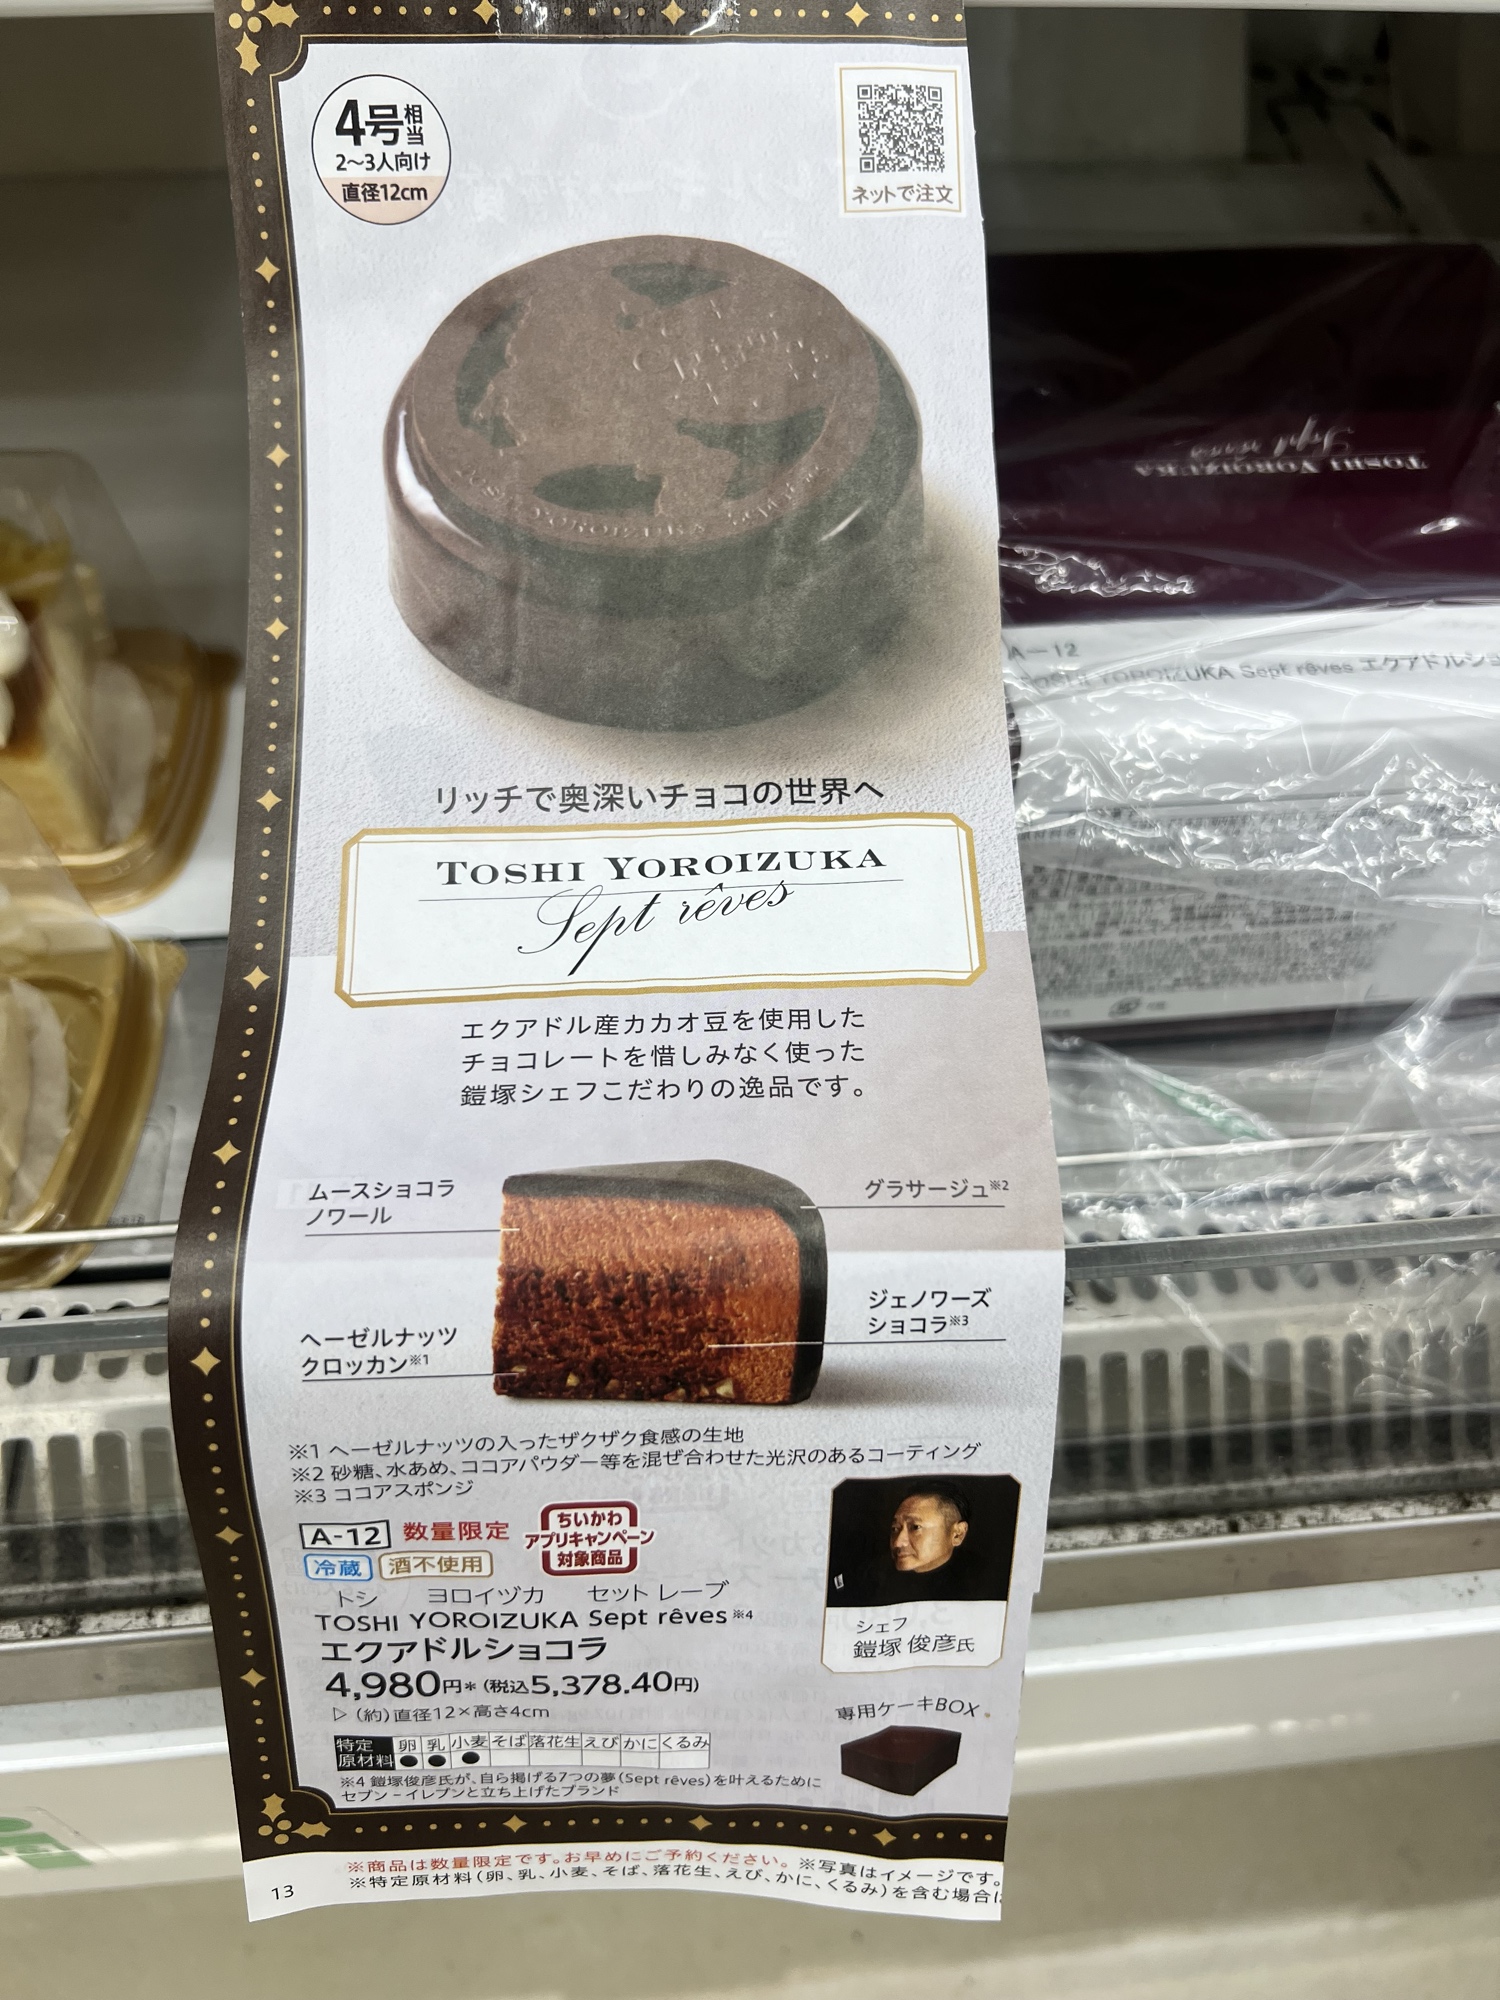 4号相当
2〜3人向け
直径12cm
ネットで注文
Christmas
TOSHI YOROIZUKA Sept rêves
リッチで奥深いチョコの世界へ
TOSHI YOROIZUKA
Sept rêves
エクアドル産カカオ豆を使用した
チョコレートを惜しみなく使った
鎧塚シェフこだわりの逸品です。
ムースショコラ
ノワール
グラサージュ※2
ヘーゼルナッツ
クロッカン※1
ジェノワーズ
ショコラ※3
※1 ヘーゼルナッツの入ったザクザク食感の生地
※2 砂糖、水あめ、ココアパウダー等を混ぜ合わせた光沢のあるコーティング
※3 ココアスポンジ
A-12 数量限定
ちいかわ
アプリキャンペーン
対象商品
冷蔵 酒不使用
トシ ヨロイヅカ セットレーブ
TOSHI YOROIZUKA Sept rêves※4
エクアドルショコラ
4,980円*(税込5,378.40円)
▷(約)直径12×高さ4cm
シェフ
鎧塚 俊彦氏
専用ケーキBOX
特定原材料 卵 乳 小麦 そば 落花生 えび かに くるみ
● ● ●
※4 鎧塚俊彦氏が、自ら掲げる7つの夢(Sept rêves)を叶えるために
セブン-イレブンと立ち上げたブランド
※商品は数量限定です。お早めにご予約ください。※写真はイメージです。
※特定原材料(卵、乳、小麦、そば、落花生、えび、かに、くるみ)を含む場合
13
TOSHI YOROIZUKA
Sept rêves
A-12
TOSHI YOROIZUKA Sept rêves エクアドルショ